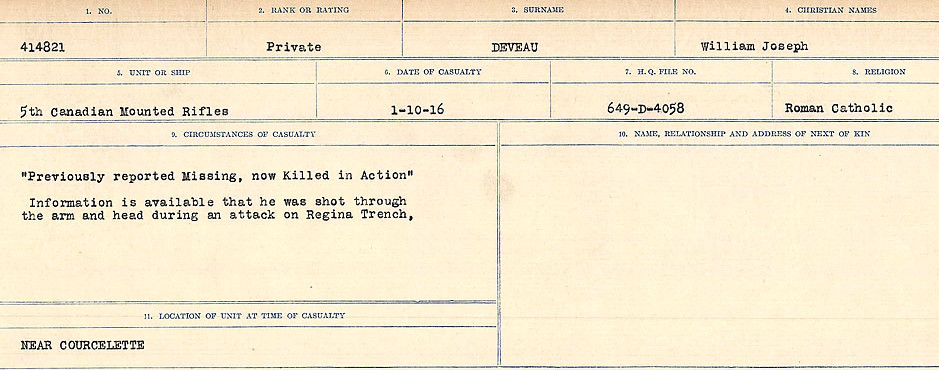 1. NO. 2. RANK OR RATING 3. SURNAME 4. CHRISTIAN NAMES
414821 Private DEVEAU William Joseph
5. UNIT OR SHIP 6. DATE OF CASUALTY 7. H.Q. FILE NO. 8. RELIGION
5th Canadian Mounted Rifles 1-10-16 649-D-4058 Roman Catholic
9. CIRCUMSTANCES OF CASUALTY
"Previously reported Missing, now Killed in Action"
Information is available that he was shot through
the arm and head during an attack on Regina Trench,
10. NAME, RELATIONSHIP AND ADDRESS OF NEXT OF KIN
11. LOCATION OF UNIT AT TIME OF CASUALTY
NEAR COURCELETTE